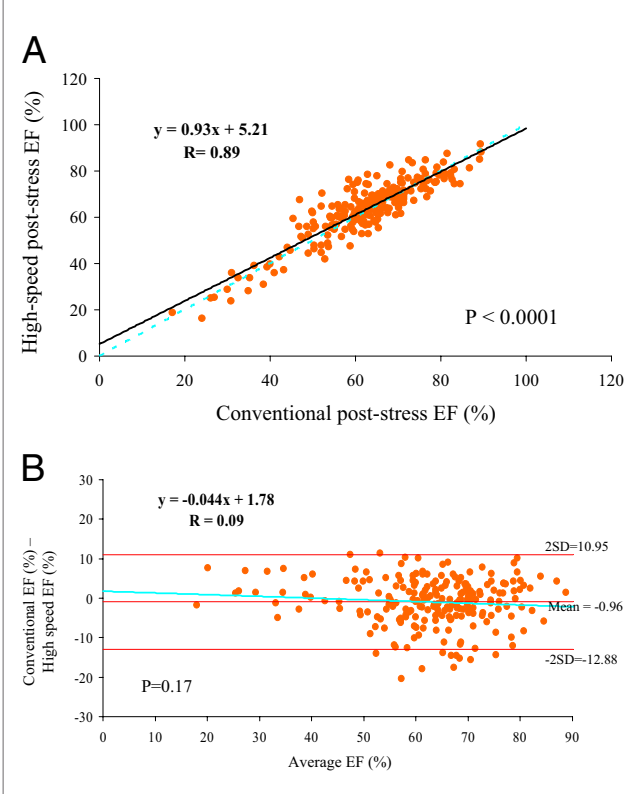 A
120
100
80
60
40
20
0
High-speed post-stress EF (%)
y = 0.93x + 5.21
R= 0.89
P < 0.0001
0 20 40 60 80 100 120
Conventional post-stress EF (%)
B
30
20
10
0
-10
-20
-30
Conventional EF (%) –
High speed EF (%)
y = -0.044x + 1.78
R = 0.09
2SD=10.95
Mean = -0.96
-2SD=-12.88
P=0.17
0 10 20 30 40 50 60 70 80 90
Average EF (%)